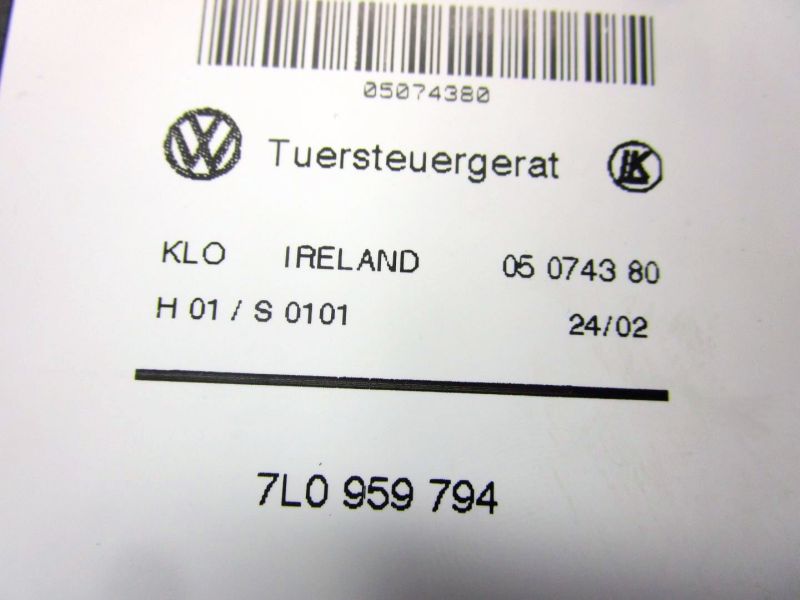 05074380
Tuersteuergerat
KLO IRELAND 05 0743 80
H 01 / S 0101 24/02
7L0 959 794